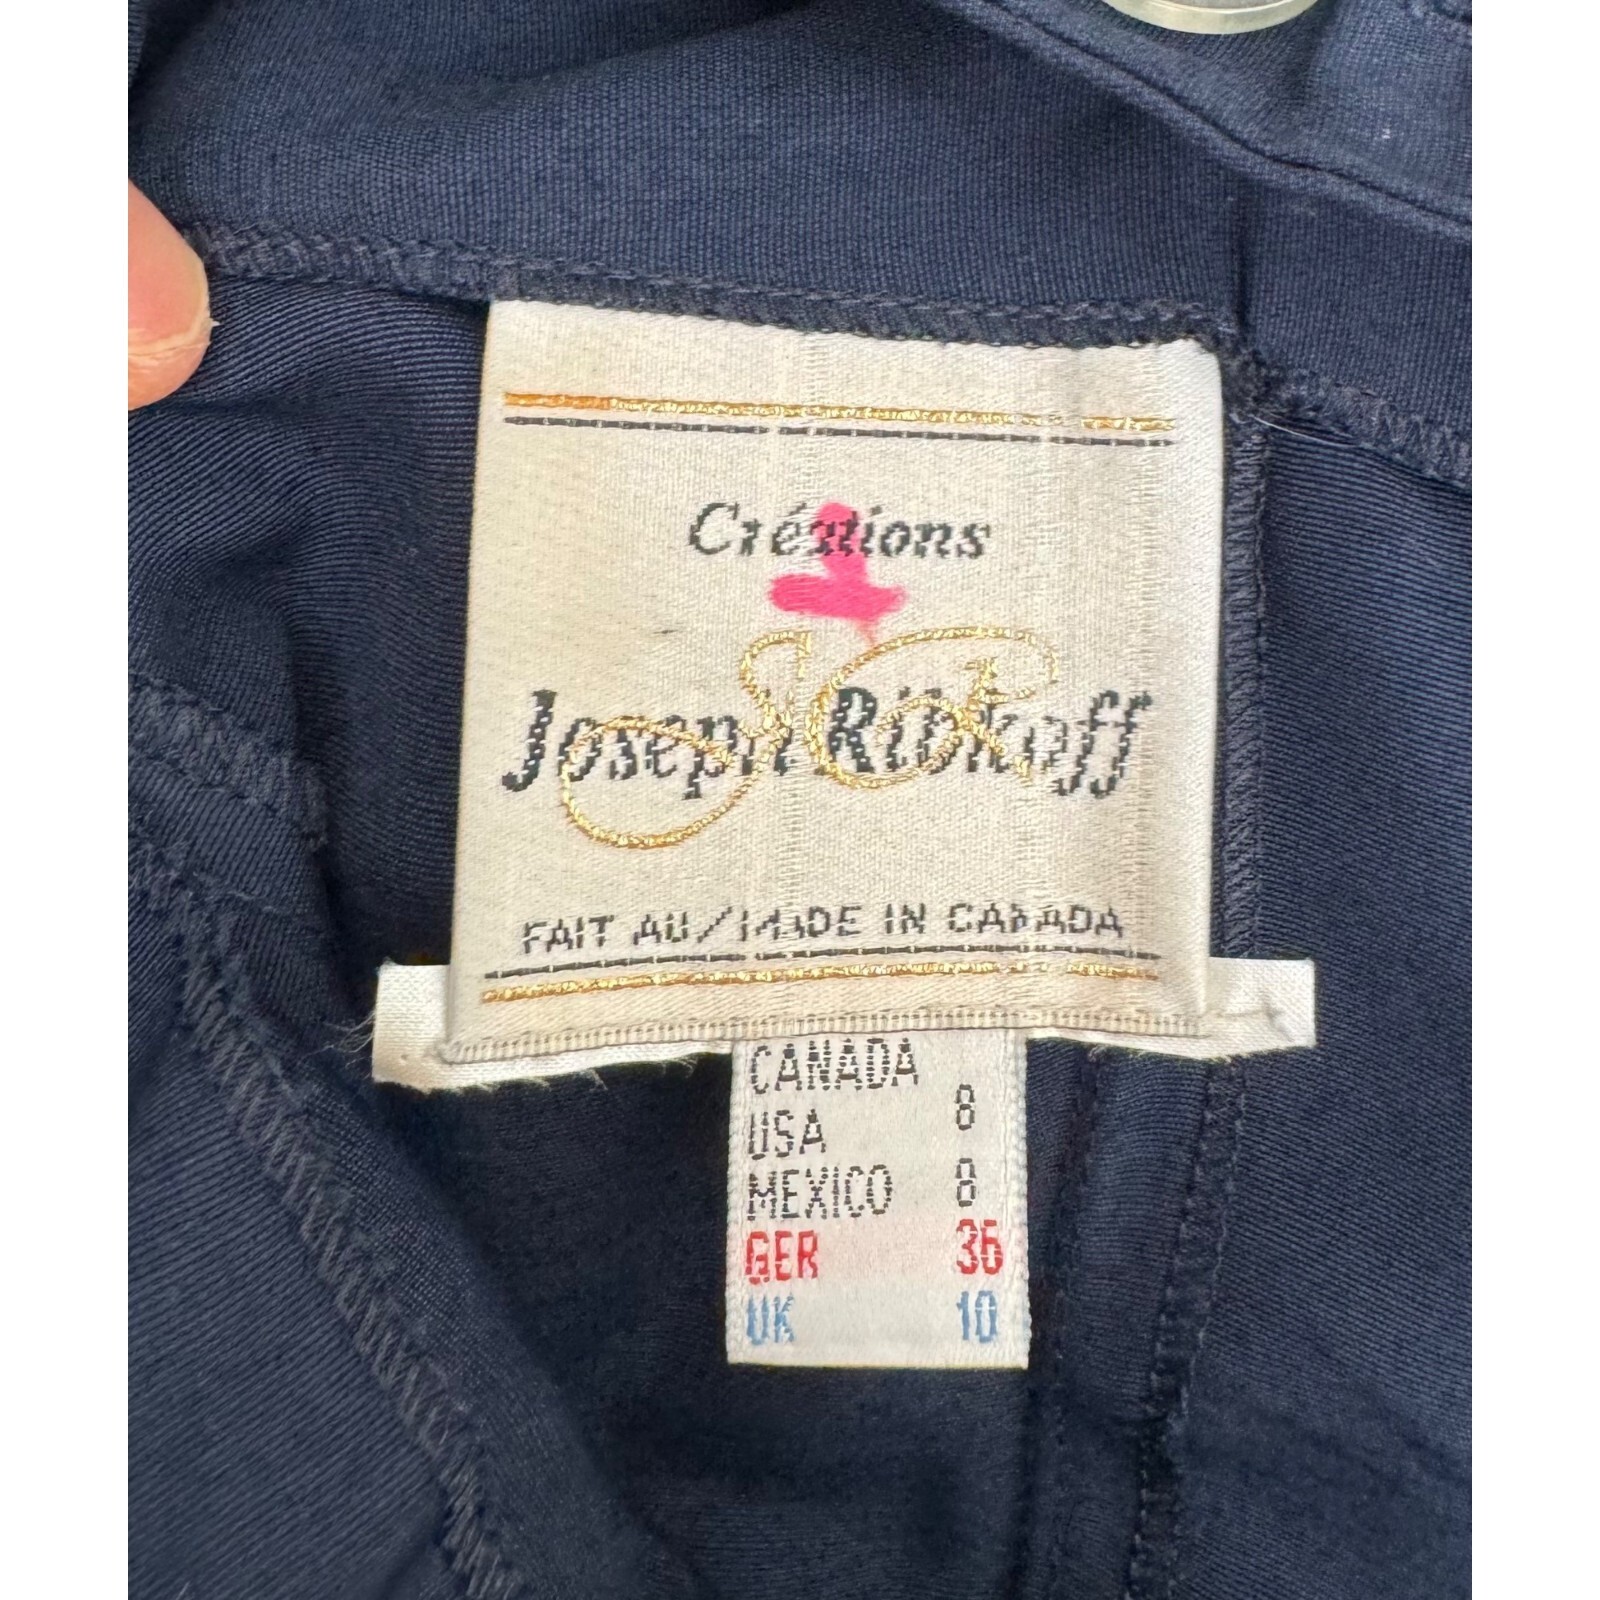 Créations
Joseph Ribkoff
FAIT AU/MADE IN CANADA
CANADA
USA 8
MEXICO 8
GER 36
UK 10